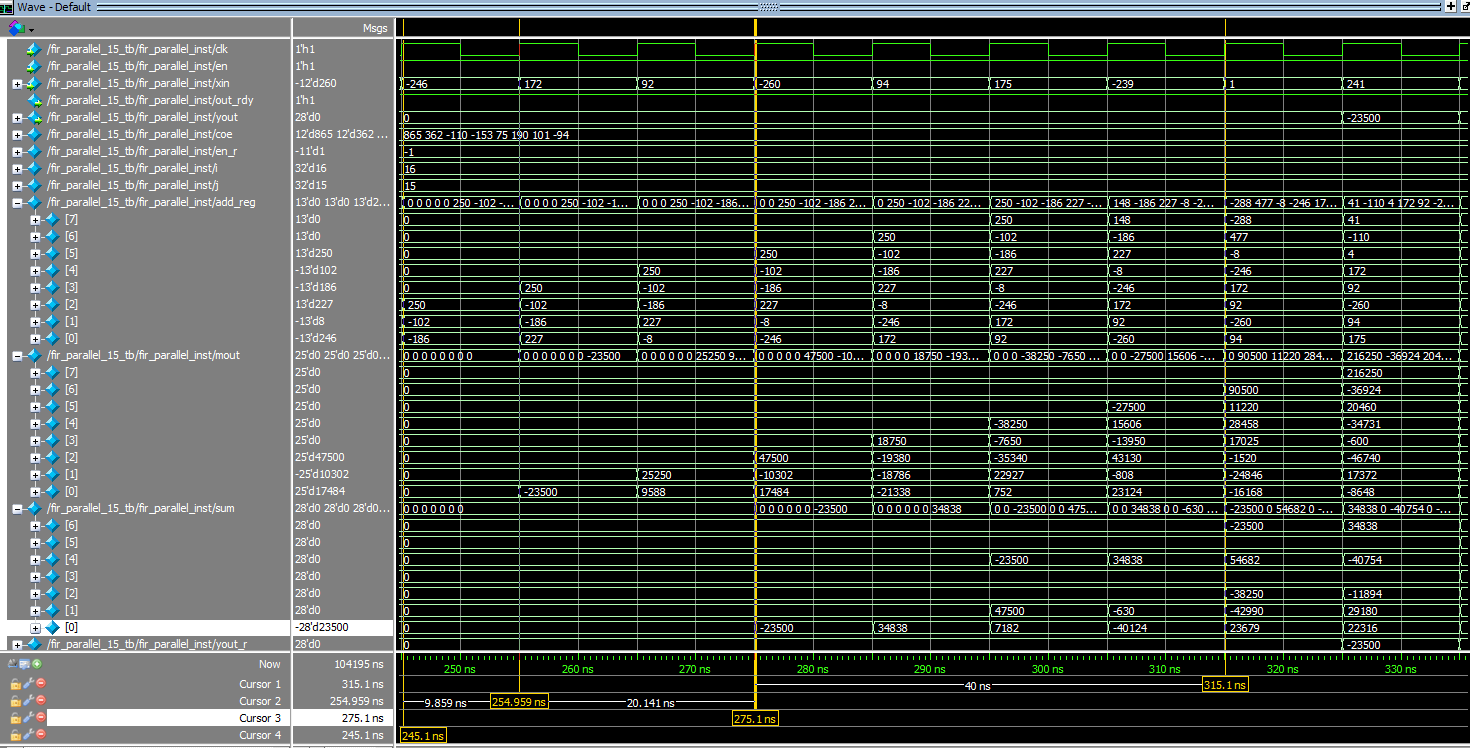 Wave - Default
Msgs
/fir_parallel_15_tb/fir_parallel_inst/clk 1'h1
/fir_parallel_15_tb/fir_parallel_inst/en 1'h1
/fir_parallel_15_tb/fir_parallel_inst/xin -12'd260 -246 172 92 -260 94 175 -239 1 241
/fir_parallel_15_tb/fir_parallel_inst/out_rdy 1'h1
/fir_parallel_15_tb/fir_parallel_inst/yout 28'd0 0 -23500
/fir_parallel_15_tb/fir_parallel_inst/coe 12'd865 12'd362 ... 865 362 -110 -153 75 190 101 -94
/fir_parallel_15_tb/fir_parallel_inst/en_r -11'd1 -1
/fir_parallel_15_tb/fir_parallel_inst/i 32'd16 16
/fir_parallel_15_tb/fir_parallel_inst/j 32'd15 15
/fir_parallel_15_tb/fir_parallel_inst/add_reg 13'd0 13'd0 13'd2... 0 0 0 0 0 250 -102 -... 0 0 0 0 250 -102 -1... 0 0 0 250 -102 -186... 0 0 250 -102 -186 2... 0 250 -102 -186 22... 250 -102 -186 227 -... 148 -186 227 -8 -2... -288 477 -8 -246 17... 41 -110 4 172 92 -2...
[7] 13'd0 0 250 148 -288 41
[6] 13'd0 0 250 -102 -186 477 -110
[5] 13'd250 0 250 -102 -186 227 -8 4
[4] -13'd102 0 250 -102 -186 227 -8 -246 172
[3] -13'd186 0 250 -102 -186 227 -8 -246 172 92
[2] 13'd227 250 -102 -186 227 -8 -246 172 92 -260
[1] -13'd8 -102 -186 227 -8 -246 172 92 -260 94
[0] -13'd246 -186 227 -8 -246 172 92 -260 94 175
/fir_parallel_15_tb/fir_parallel_inst/mout 25'd0 25'd0 25'd0... 0 0 0 0 0 0 0 0 0 0 0 0 0 0 0 -23500 0 0 0 0 0 0 25250 9... 0 0 0 0 0 47500 -10... 0 0 0 0 18750 -193... 0 0 0 -38250 -7650 ... 0 0 -27500 15606 -... 0 90500 11220 284... 216250 -36924 204...
[7] 25'd0 0 216250
[6] 25'd0 0 90500 -36924
[5] 25'd0 0 -27500 11220 20460
[4] 25'd0 0 -38250 15606 28458 -34731
[3] 25'd0 0 18750 -7650 -13950 17025 -600
[2] 25'd47500 0 47500 -19380 -35340 43130 -1520 -46740
[1] -25'd10302 0 25250 -10302 -18786 22927 -808 -24846 17372
[0] 25'd17484 0 -23500 9588 17484 -21338 752 23124 -16168 -8648
/fir_parallel_15_tb/fir_parallel_inst/sum 28'd0 28'd0 28'd0... 0 0 0 0 0 0 0 0 0 0 0 0 0 -23500 0 0 0 0 0 0 34838 0 0 -23500 0 0 475... 0 0 34838 0 0 -630 ... -23500 0 54682 0 -... 34838 0 -40754 0 -...
[6] 28'd0 0 -23500 34838
[5] 28'd0 0
[4] 28'd0 0 -23500 34838 54682 -40754
[3] 28'd0 0
[2] 28'd0 0 -38250 -11894
[1] 28'd0 0 47500 -630 -42990 29180
[0] -28'd23500 0 -23500 34838 7182 -40124 23679 22316
/fir_parallel_15_tb/fir_parallel_inst/yout_r 28'd0 0 -23500
Now 104195 ns 250 ns 260 ns 270 ns 280 ns 290 ns 300 ns 310 ns 320 ns 330 ns
Cursor 1 315.1 ns 40 ns 315.1 ns
Cursor 2 254.959 ns 9.859 ns 254.959 ns 20.141 ns
Cursor 3 275.1 ns 275.1 ns
Cursor 4 245.1 ns 245.1 ns